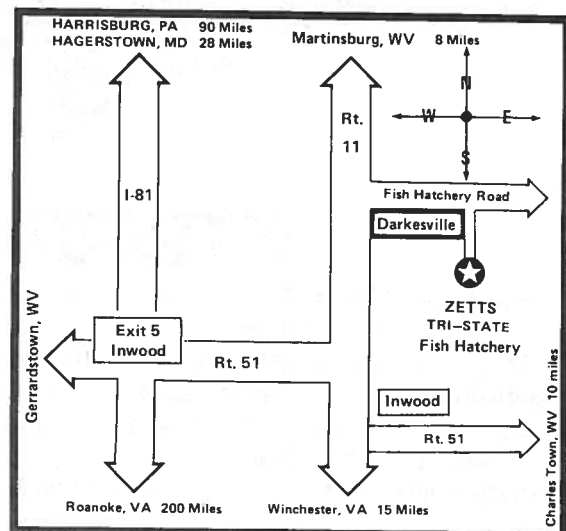 HARRISBURG, PA 90 Miles
HAGERSTOWN, MD 28 Miles
Martinsburg, WV 8 Miles
N
W E
S
Rt.
11
I-81
Fish Hatchery Road
Darkesville
ZETTS
TRI-STATE
Fish Hatchery
Gerrardstown, WV
Exit 5
Inwood
Rt. 51
Inwood
Rt. 51
Charles Town, WV 10 miles
Roanoke, VA 200 Miles
Winchester, VA 15 Miles